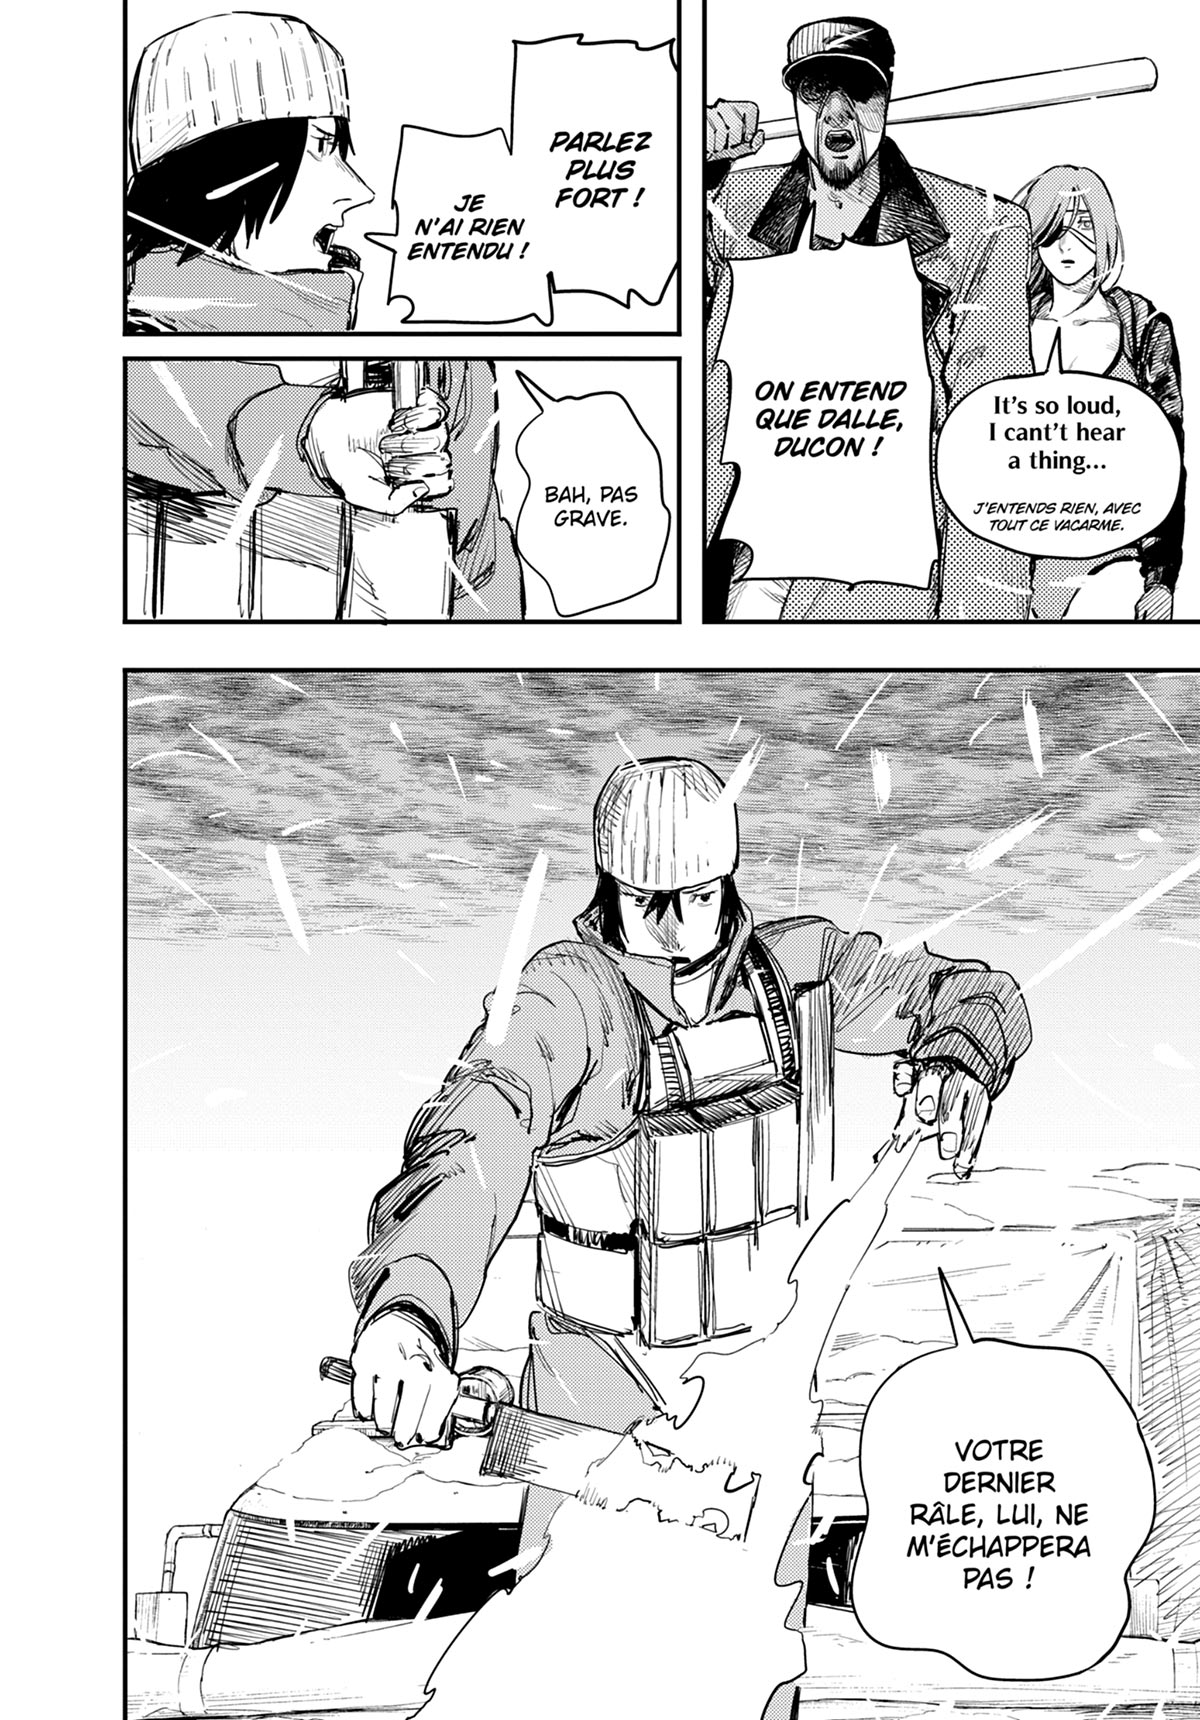 ON ENTEND
QUE DALLE,
DUCON !
It's so loud,
I cant't hear
a thing...
J'ENTENDS RIEN, AVEC
TOUT CE VACARME.
PARLEZ
PLUS
FORT !
JE
N'AI RIEN
ENTENDU !
BAH, PAS
GRAVE.
VOTRE
DERNIER
RÂLE, LUI, NE
M'ÉCHAPPERA
PAS !